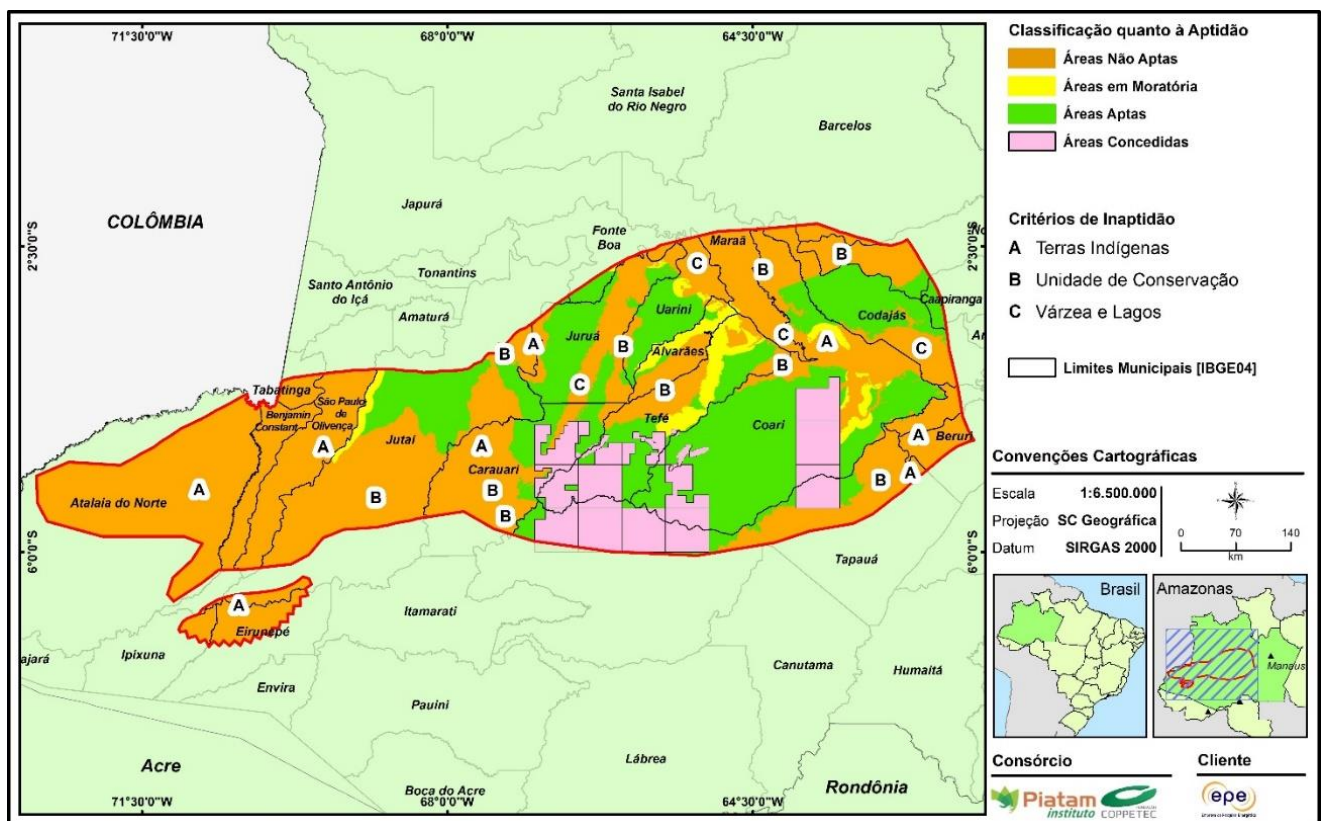 71°30'0"W
68°0'0"W
64°30'0"W
Santa Isabel
do Rio Negro
Barcelos
COLÔMBIA
Japurá
2°30'0"S
Fonte
Boa
Maraã
2°30'0"S
C
B
B
Tonantins
Santo Antônio
do Içá
Uarini
Caapiranga
Amaturá
Codajás
Juruá
C
A
C
B
A
B
Alvarães
B
Tabatinga
São Paulo
de
Olivença
Benjamin
Constant
C
B
Tefé
Coari
A
Jutaí
A
Carauari
A
Beruri
Atalaia do Norte
A
B
B
B
A
B
6°0'0"S
Tapauá
6°0'0"S
A
Eirunepé
Itamarati
Ipixuna
Canutama
Humaitá
Envira
Pauini
Acre
Lábrea
Boca do Acre
Rondônia
71°30'0"W
68°0'0"W
64°30'0"W
Classificação quanto à Aptidão
Áreas Não Aptas
Áreas em Moratória
Áreas Aptas
Áreas Concedidas
Critérios de Inaptidão
A Terras Indígenas
B Unidade de Conservação
C Várzea e Lagos
Limites Municipais [IBGE04]
Convenções Cartográficas
Escala 1:6.500.000
Projeção SC Geográfica
Datum SIRGAS 2000
0 70 140
km
Brasil
Amazonas
Manaus
Consórcio
Cliente
Piatam
instituto
COPPETEC
epe